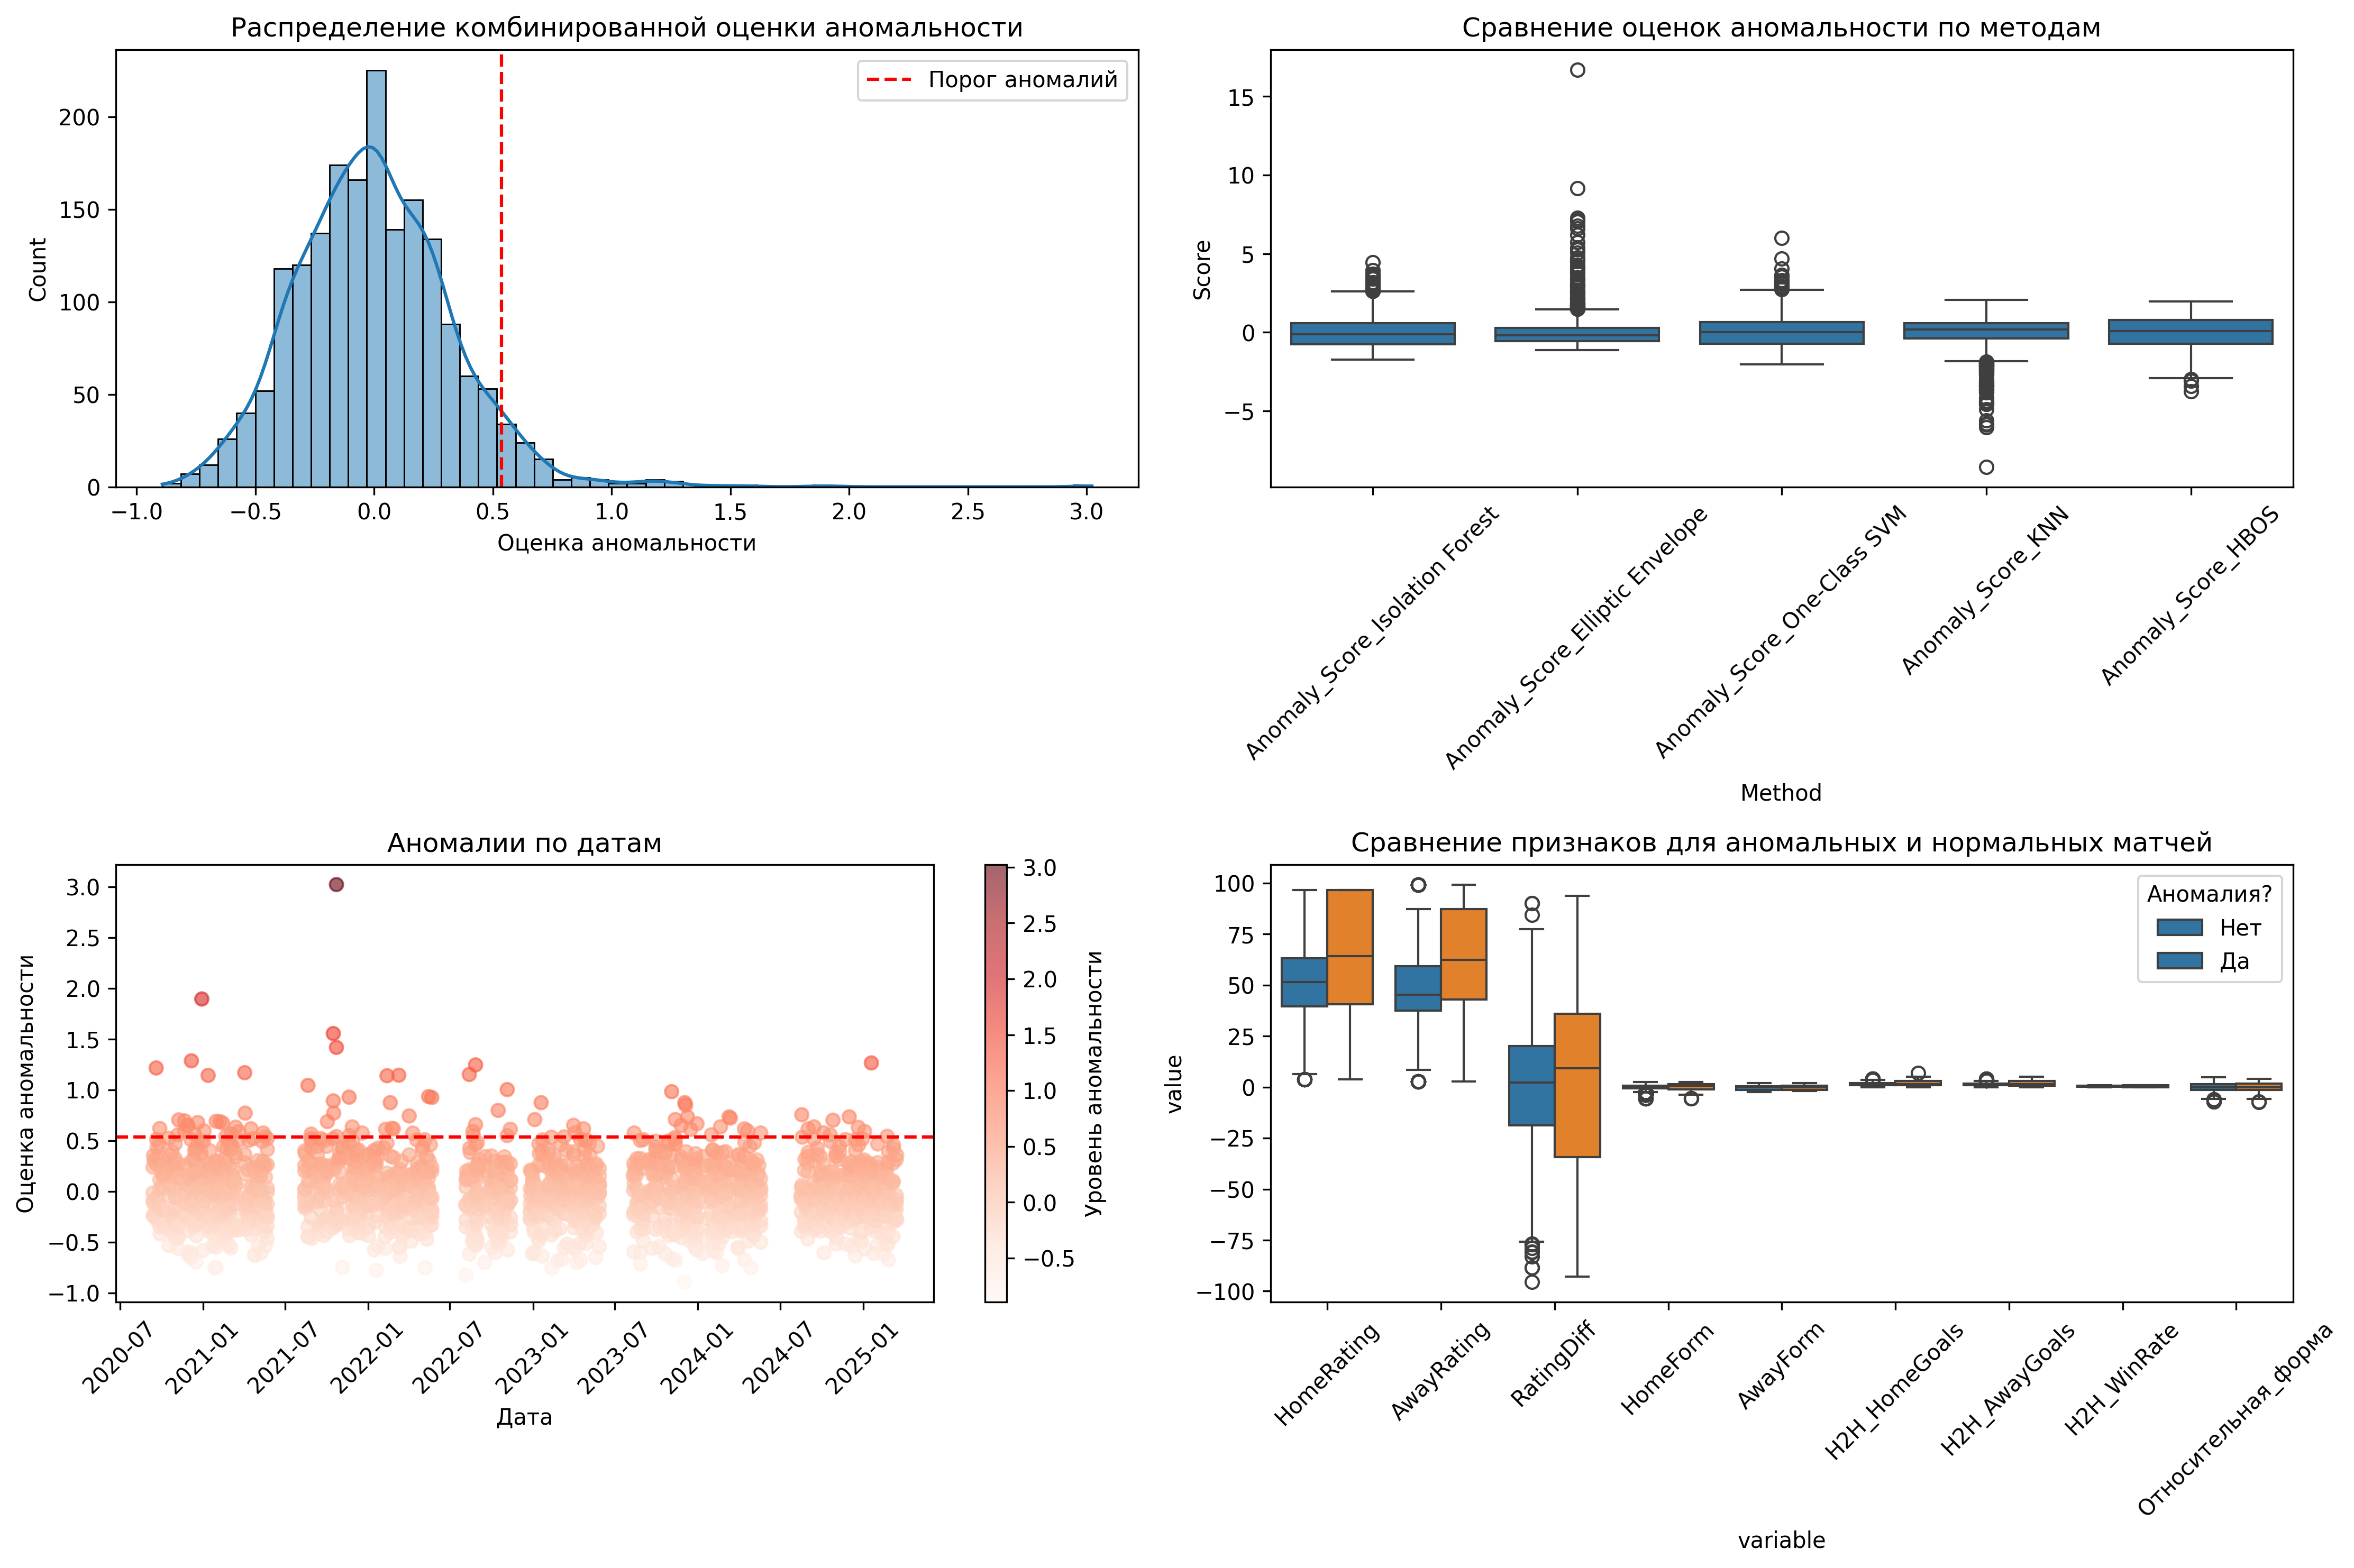 Распределение комбинированной оценки аномальности
Порог аномалий
Count
200
150
100
50
0
−1.0 −0.5 0.0 0.5 1.0 1.5 2.0 2.5 3.0
Оценка аномальности
Сравнение оценок аномальности по методам
Score
15
10
5
0
−5
Anomaly_Score_Isolation Forest
Anomaly_Score_Elliptic Envelope
Anomaly_Score_One-Class SVM
Anomaly_Score_KNN
Anomaly_Score_HBOS
Method
Аномалии по датам
Оценка аномальности
3.0
2.5
2.0
1.5
1.0
0.5
0.0
−0.5
−1.0
2020-07
2021-01
2021-07
2022-01
2022-07
2023-01
2023-07
2024-01
2024-07
2025-01
Дата
3.0
2.5
2.0
1.5
1.0
0.5
0.0
−0.5
Уровень аномальности
Сравнение признаков для аномальных и нормальных матчей
Аномалия?
Нет
Да
value
100
75
50
25
0
−25
−50
−75
−100
HomeRating
AwayRating
RatingDiff
HomeForm
AwayForm
H2H_HomeGoals
H2H_AwayGoals
H2H_WinRate
Относительная_форма
variable